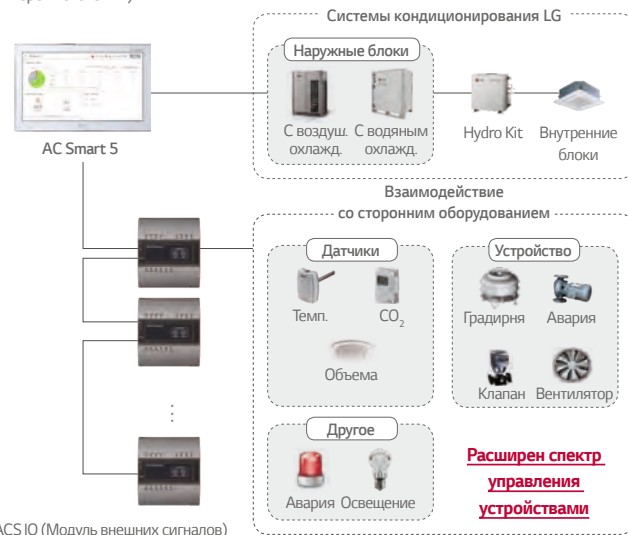 Системы кондиционирования LG
Наружные блоки
С воздуш.
охлажд.
С водяным
охлажд.
Hydro Kit
Внутренние
блоки
AC Smart 5
Взаимодействие
со сторонним оборудованием
Датчики
Темп.
CO2
Объема
Устройство
Градирня
Авария
Клапан
Вентилятор
Другое
Авария
Освещение
Расширен спектр
управления
устройствами
ACS IO (Модуль внешних сигналов)